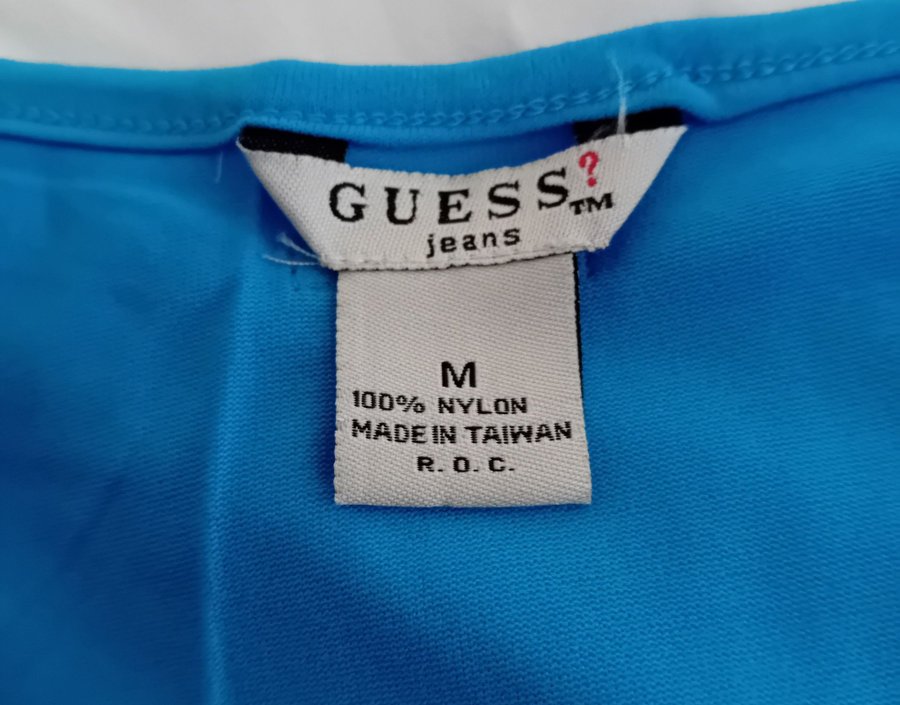 GUESS?™
jeans
M
100% NYLON
MADE IN TAIWAN
R.O.C.